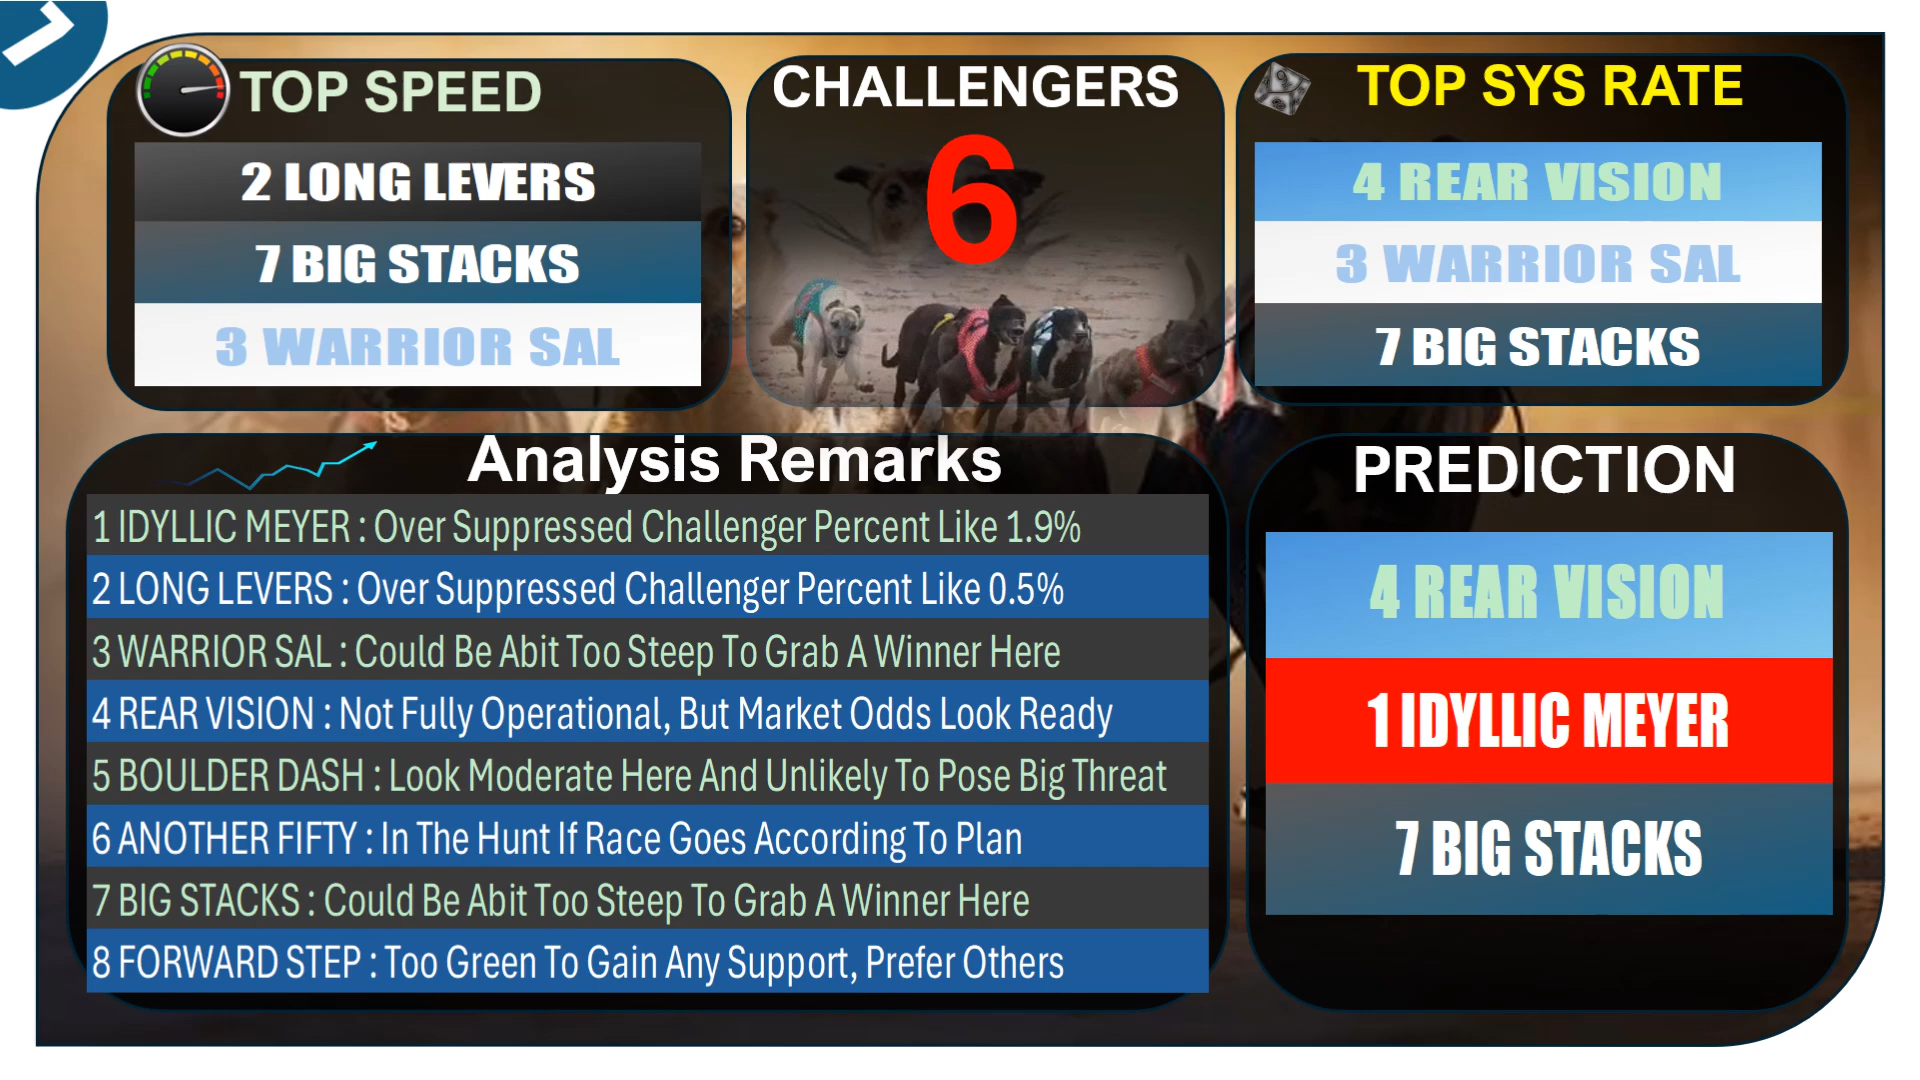 TOP SPEED
2 LONG LEVERS
7 BIG STACKS
3 WARRIOR SAL
CHALLENGERS
6
TOP SYS RATE
4 REAR VISION
3 WARRIOR SAL
7 BIG STACKS
Analysis Remarks
1 IDYLLIC MEYER : Over Suppressed Challenger Percent Like 1.9%
2 LONG LEVERS : Over Suppressed Challenger Percent Like 0.5%
3 WARRIOR SAL : Could Be Abit Too Steep To Grab A Winner Here
4 REAR VISION : Not Fully Operational, But Market Odds Look Ready
5 BOULDER DASH : Look Moderate Here And Unlikely To Pose Big Threat
6 ANOTHER FIFTY : In The Hunt If Race Goes According To Plan
7 BIG STACKS : Could Be Abit Too Steep To Grab A Winner Here
8 FORWARD STEP : Too Green To Gain Any Support, Prefer Others
PREDICTION
4 REAR VISION
1 IDYLLIC MEYER
7 BIG STACKS